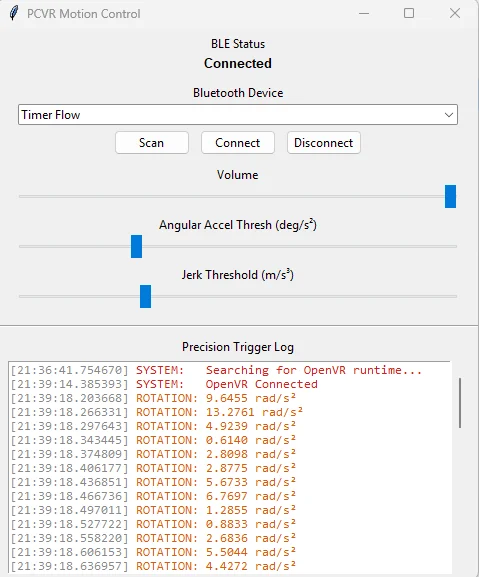 PCVR Motion Control
BLE Status
Connected
Bluetooth Device
Timer Flow
Scan Connect Disconnect
Volume
Angular Accel Thresh (deg/s²)
Jerk Threshold (m/s³)
Precision Trigger Log
[21:36:41.754670] SYSTEM: Searching for OpenVR runtime...
[21:39:14.385393] SYSTEM: OpenVR Connected
[21:39:18.203668] ROTATION: 9.6455 rad/s²
[21:39:18.266331] ROTATION: 13.2761 rad/s²
[21:39:18.297643] ROTATION: 4.9239 rad/s²
[21:39:18.343445] ROTATION: 0.6140 rad/s²
[21:39:18.374809] ROTATION: 2.8098 rad/s²
[21:39:18.406177] ROTATION: 2.8775 rad/s²
[21:39:18.436851] ROTATION: 5.6733 rad/s²
[21:39:18.466736] ROTATION: 6.7697 rad/s²
[21:39:18.497011] ROTATION: 1.2855 rad/s²
[21:39:18.527722] ROTATION: 0.8833 rad/s²
[21:39:18.558220] ROTATION: 2.6836 rad/s²
[21:39:18.606153] ROTATION: 5.5044 rad/s²
[21:39:18.636957] ROTATION: 4.4272 rad/s²